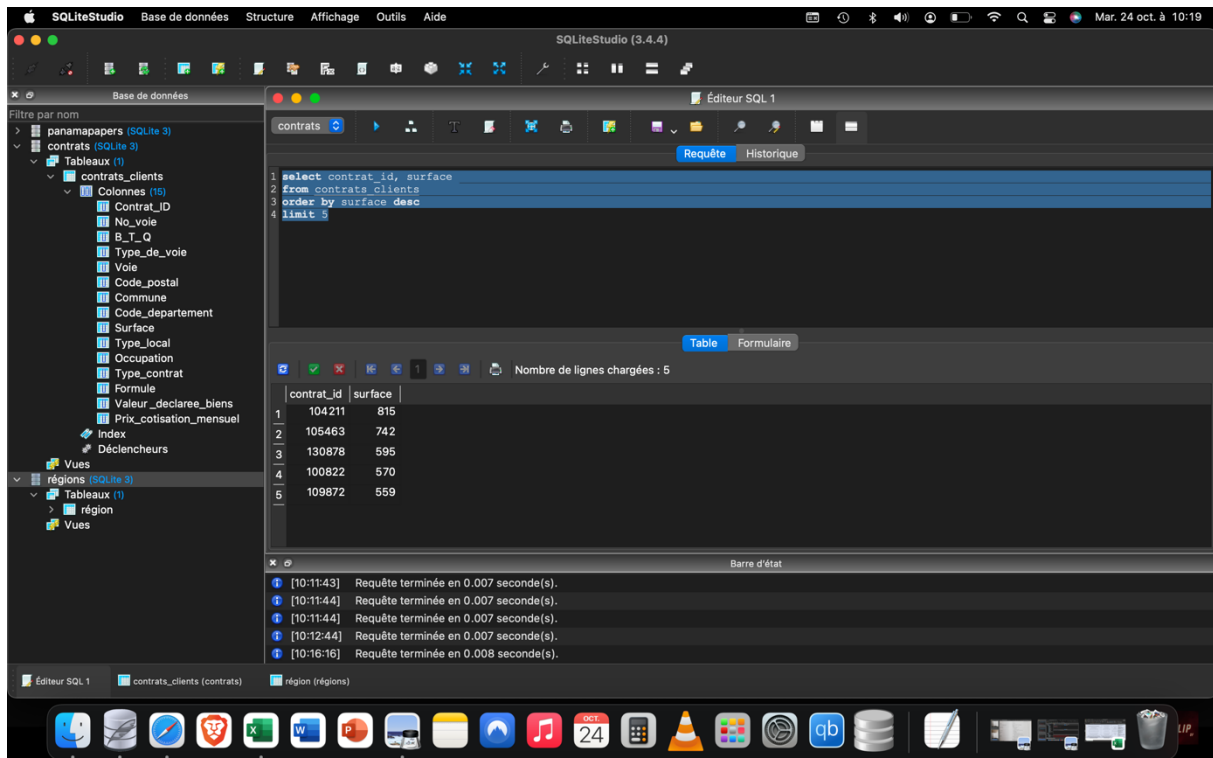 SQLiteStudio Base de données Structure Affichage Outils Aide Mar. 24 oct. à 10:19
SQLiteStudio (3.4.4)
Base de données
Filtre par nom
panamapapers (SQLite 3)
contrats (SQLite 3)
Tableaux (1)
contrats_clients
Colonnes (15)
Contrat_ID
No_voie
B_T_Q
Type_de_voie
Voie
Code_postal
Commune
Code_departement
Surface
Type_local
Occupation
Type_contrat
Formule
Valeur_declaree_biens
Prix_cotisation_mensuel
Index
Déclencheurs
Vues
régions (SQLite 3)
Tableaux (1)
région
Vues
Éditeur SQL 1
contrats
Requête Historique
1 select contrat_id, surface
2 from contrats_clients
3 order by surface desc
4 limit 5
Table Formulaire
1 Nombre de lignes chargées : 5
contrat_id surface
1 104211 815
2 105463 742
3 130878 595
4 100822 570
5 109872 559
Barre d'état
[10:11:43] Requête terminée en 0.007 seconde(s).
[10:11:44] Requête terminée en 0.007 seconde(s).
[10:11:44] Requête terminée en 0.007 seconde(s).
[10:12:44] Requête terminée en 0.007 seconde(s).
[10:16:16] Requête terminée en 0.008 seconde(s).
Éditeur SQL 1 contrats_clients (contrats) région (régions)
X W P OCT. 24 qb